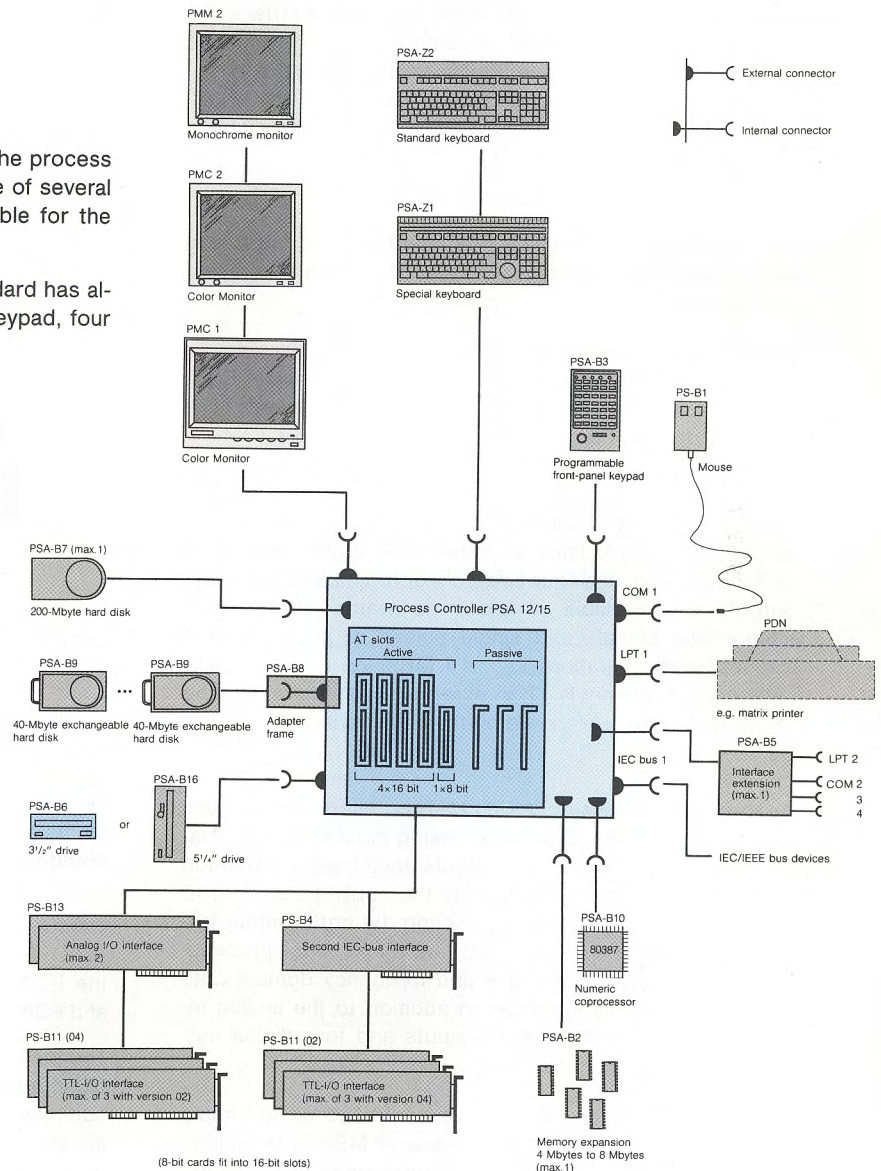 PMM 2
Monochrome monitor
PMC 2
Color Monitor
PMC 1
Color Monitor
PSA-Z2
Standard keyboard
PSA-Z1
Special keyboard
External connector
Internal connector
he process
e of several
ble for the
dard has al-
eypad, four
PSA-B3
Programmable
front-panel keypad
PS-B1
Mouse
PSA-B7 (max.1)
200-Mbyte hard disk
PSA-B9
40-Mbyte exchangeable
hard disk
...
PSA-B9
40-Mbyte exchangeable
hard disk
PSA-B8
Adapter
frame
PSA-B6
3 1/2" drive
or
PSA-B16
5 1/4" drive
Process Controller PSA 12/15
AT slots
Active
Passive
4×16 bit
1×8 bit
COM 1
LPT 1
IEC bus 1
PDN
e.g. matrix printer
PSA-B5
Interface
extension
(max.1)
LPT 2
COM 2
3
4
IEC/IEEE bus devices
PSA-B10
80387
Numeric
coprocessor
PSA-B2
Memory expansion
4 Mbytes to 8 Mbytes
(max.1)
PS-B13
Analog I/O interface
(max. 2)
PS-B4
Second IEC-bus interface
PS-B11 (04)
TTL-I/O interface
(max. of 3 with version 02)
PS-B11 (02)
TTL-I/O interface
(max. of 3 with version 04)
(8-bit cards fit into 16-bit slots)